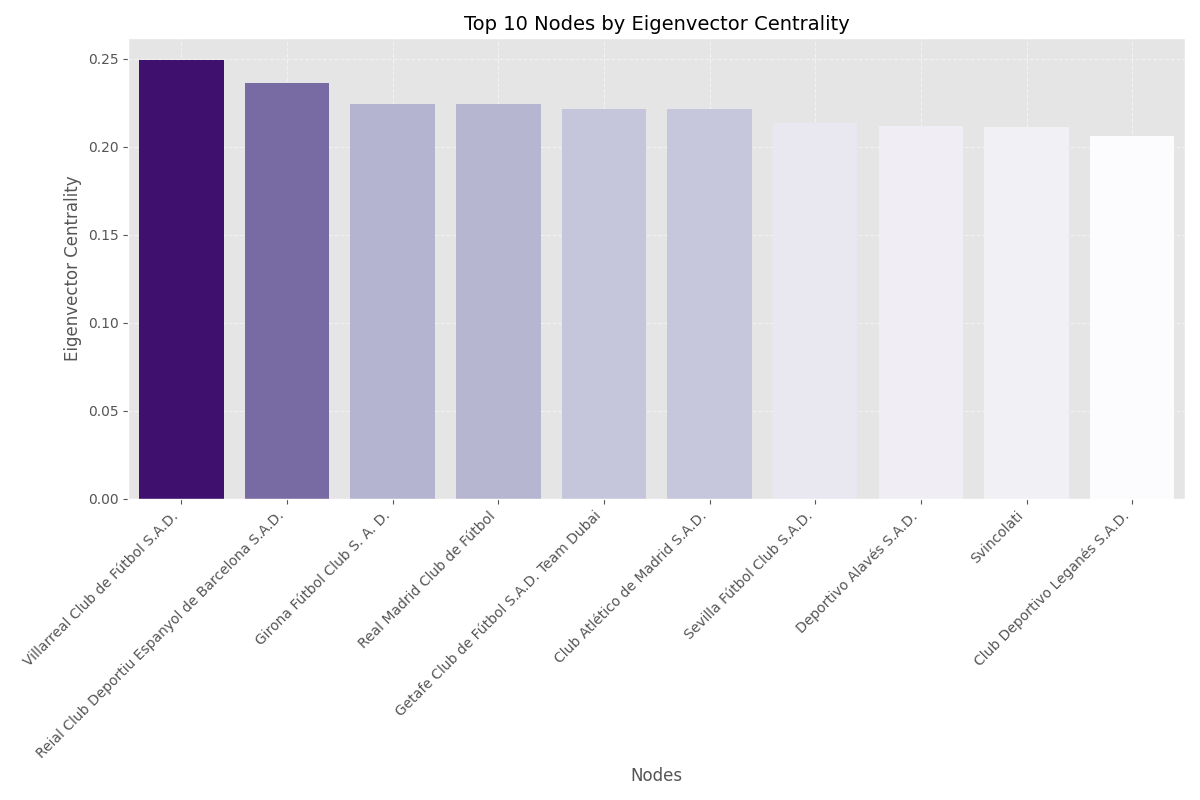 Top 10 Nodes by Eigenvector Centrality
Eigenvector Centrality
0.25
0.20
0.15
0.10
0.05
0.00
Villarreal Club de Fútbol S.A.D.
Reial Club Deportiu Espanyol de Barcelona S.A.D.
Girona Fútbol Club S. A. D.
Real Madrid Club de Fútbol
Getafe Club de Fútbol S.A.D. Team Dubai
Club Atlético de Madrid S.A.D.
Sevilla Fútbol Club S.A.D.
Deportivo Alavés S.A.D.
Svincolati
Club Deportivo Leganés S.A.D.
Nodes